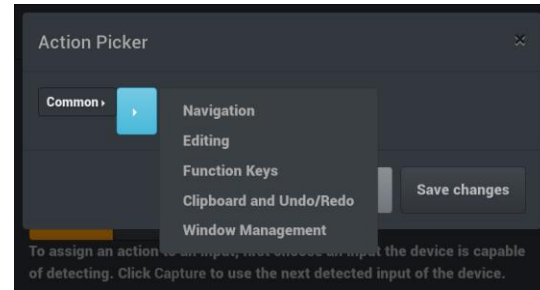 Action Picker
Common
Navigation
Editing
Function Keys
Clipboard and Undo/Redo
Window Management
Save changes
To assign an action to an input, first choose an input the device is capable
of detecting. Click Capture to use the next detected input of the device.